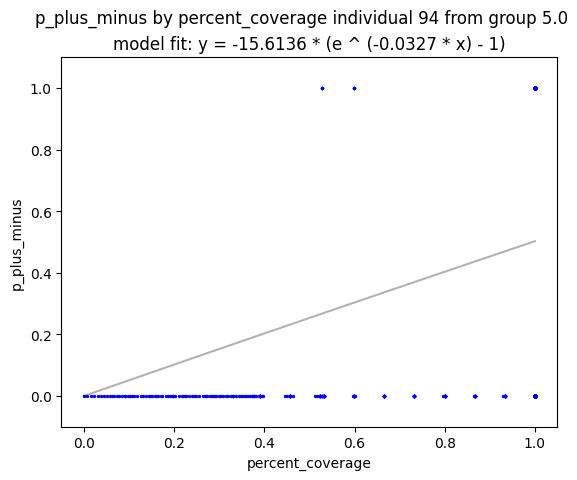 p_plus_minus by percent_coverage individual 94 from group 5.0
model fit: y = -15.6136 * (e ^ (-0.0327 * x) - 1)
1.0
0.8
0.6
0.4
0.2
0.0
p_plus_minus
0.0 0.2 0.4 0.6 0.8 1.0
percent_coverage